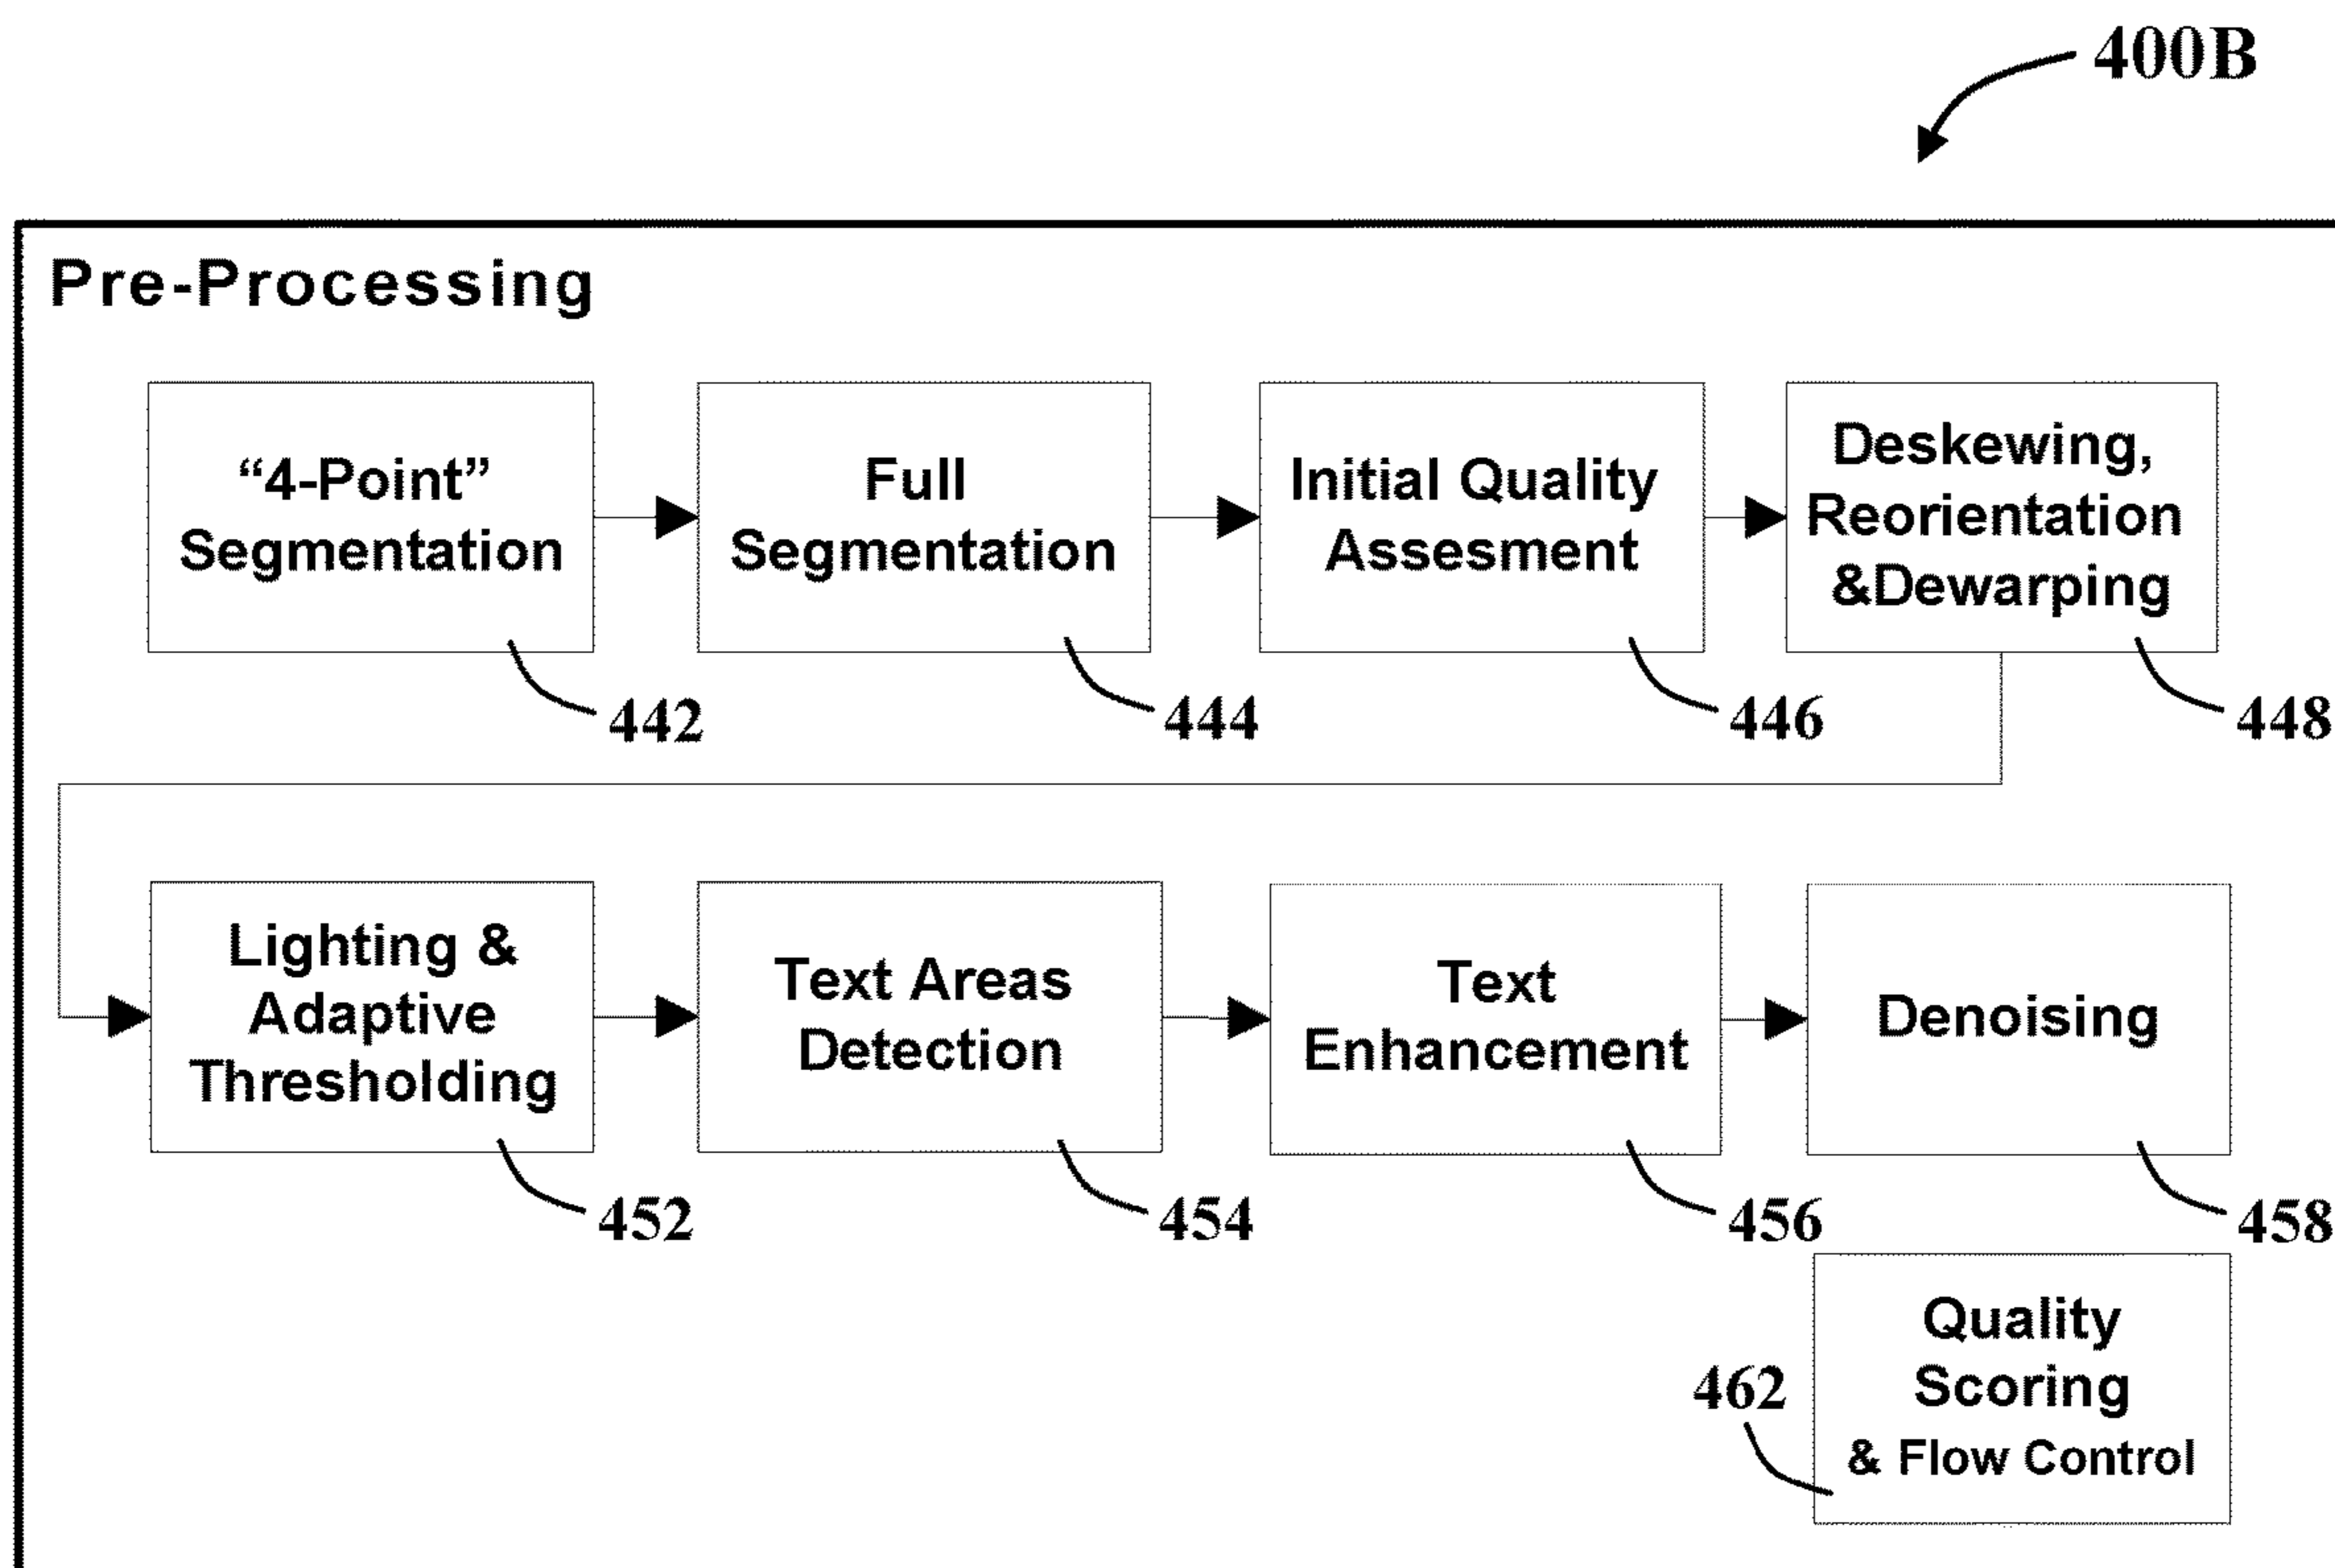 400B
Pre-Processing
“4-Point”
Segmentation
442
Full
Segmentation
444
Initial Quality
Assesment
446
Deskewing,
Reorientation
&Dewarping
448
Lighting &
Adaptive
Thresholding
452
Text Areas
Detection
454
Text
Enhancement
456
Denoising
458
Quality
Scoring
& Flow Control
462